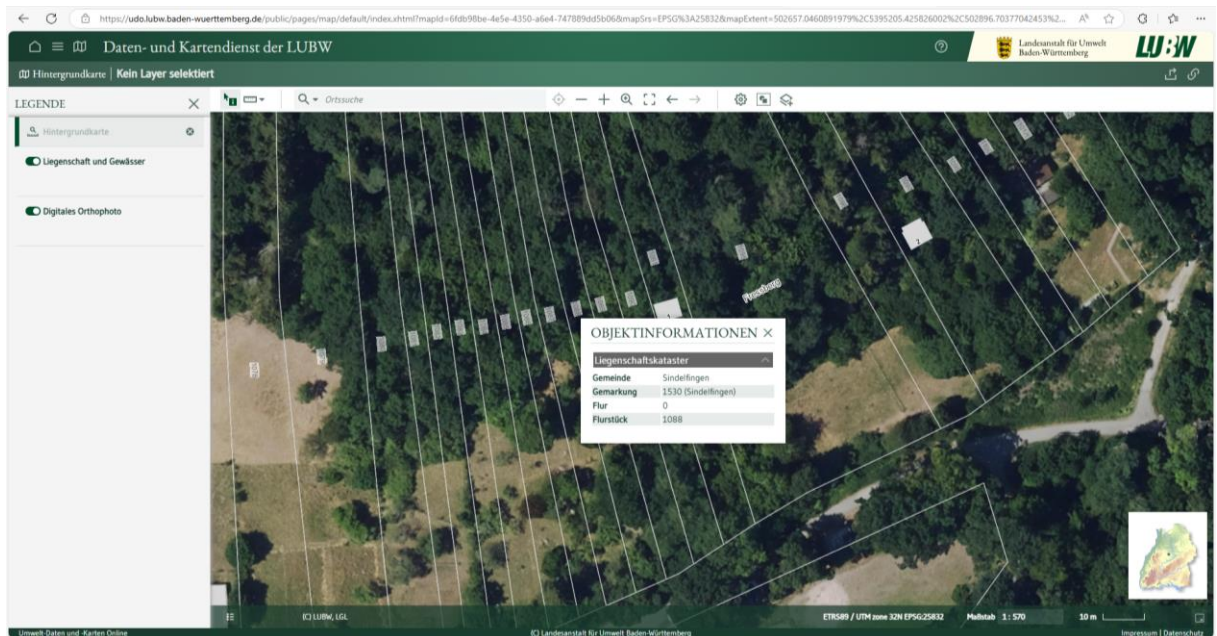 https://udo.lubw.baden-wuerttemberg.de/public/pages/map/default/index.xhtml?mapId=6fdb98be-4e5e-4350-a6e4-747889dd5b06&mapSrs=EPSG%3A25832&mapExtent=502657.0460891979%2C5395205.425826002%2C502896.70377042453%2...
Daten- und Kartendienst der LUBW
Landesanstalt für Umwelt
Baden-Württemberg
LU:W
Hintergrundkarte | Kein Layer selektiert
LEGENDE
Ortssuche
Hintergrundkarte
Liegenschaft und Gewässer
Digitales Orthophoto
2
1
OBJEKTINFORMATIONEN
Liegenschaftskataster
Gemeinde Sindelfingen
Gemarkung 1530 (Sindelfingen)
Flur 0
Flurstück 1088
(C) LUBW, LGL
ETRS89 / UTM zone 32N EPSG:25832
Maßstab 1 : 570
10 m
Umwelt-Daten und -Karten Online
(C) Landesanstalt für Umwelt Baden-Württemberg
Impressum | Datenschutz